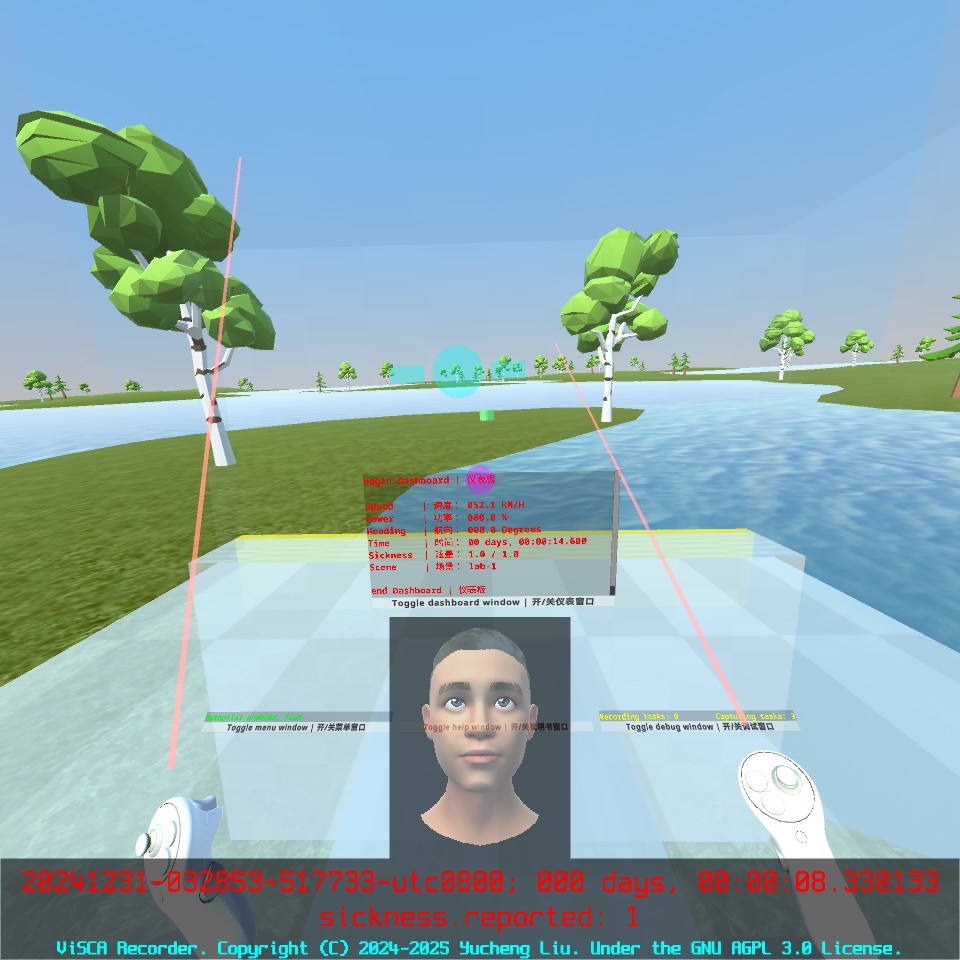 begin Dashboard | 仪表板
Speed | 速度: 052.1 kM/H
Power | 功率: 080.0 %
Heading | 航向: 000.0 Degrees
Time | 时间: 00 days, 00:00:14.600
Sickness | 眩晕: 1.0 / 1.0
Scene | 场景: lab-1
end Dashboard | 仪表板
Toggle dashboard window | 开/关仪表窗口
Autopilot enabled:
Toggle menu window | 开/关菜单窗口
Toggle help window | 开/关说明书窗口
Recording tasks: 0 Capturing tasks: 3
Toggle debug window | 开/关调试窗口
20241231-032853-517733-utc0800; 000 days, 00:00:08.330133
sickness.reported: 1
ViSCA Recorder. Copyright (C) 2024-2025 Yucheng Liu. Under the GNU AGPL 3.0 License.